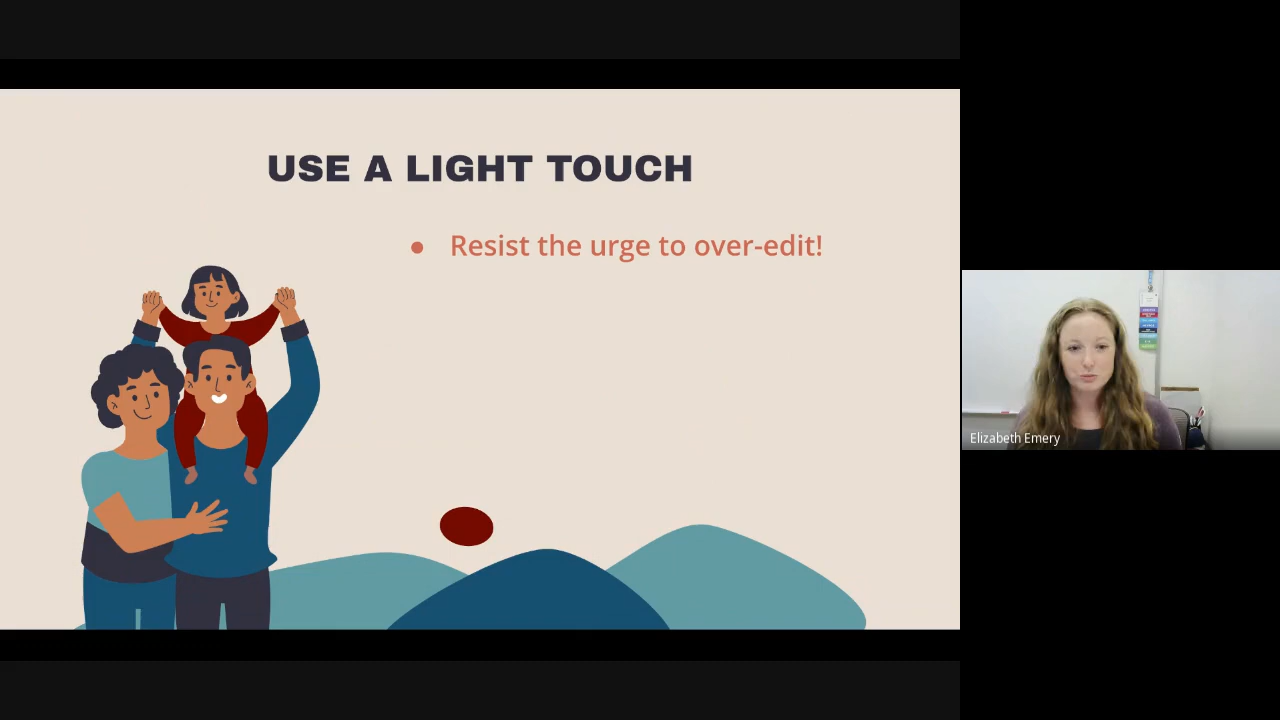 USE A LIGHT TOUCH
● Resist the urge to over-edit!
Elizabeth Emery